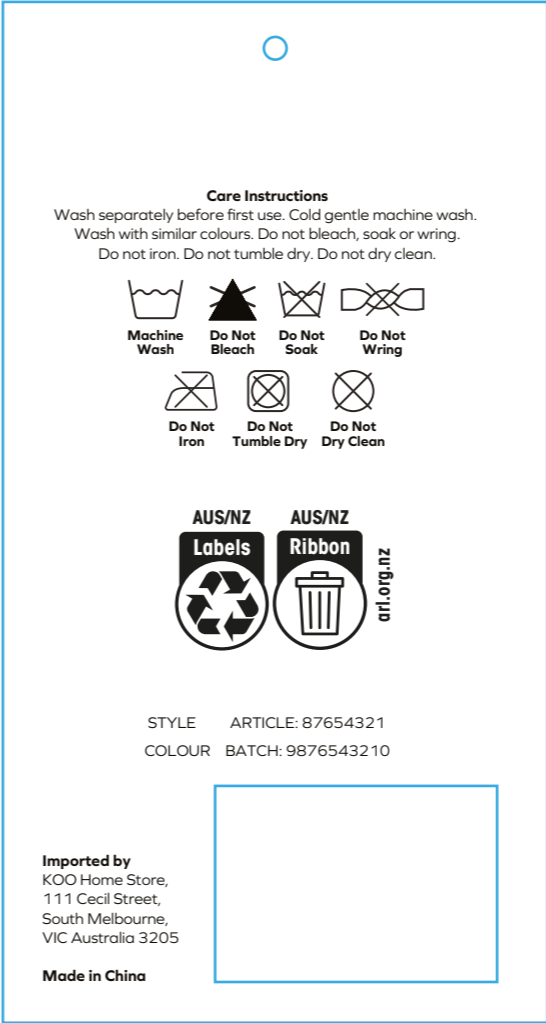 Care Instructions
Wash separately before first use. Cold gentle machine wash.
Wash with similar colours. Do not bleach, soak or wring.
Do not iron. Do not tumble dry. Do not dry clean.
Machine Wash
Do Not Bleach
Do Not Soak
Do Not Wring
Do Not Iron
Do Not Tumble Dry
Do Not Dry Clean
AUS/NZ AUS/NZ
Labels Ribbon
arl.org.nz
STYLE ARTICLE: 87654321
COLOUR BATCH: 9876543210
Imported by
KOO Home Store,
111 Cecil Street,
South Melbourne,
VIC Australia 3205
Made in China